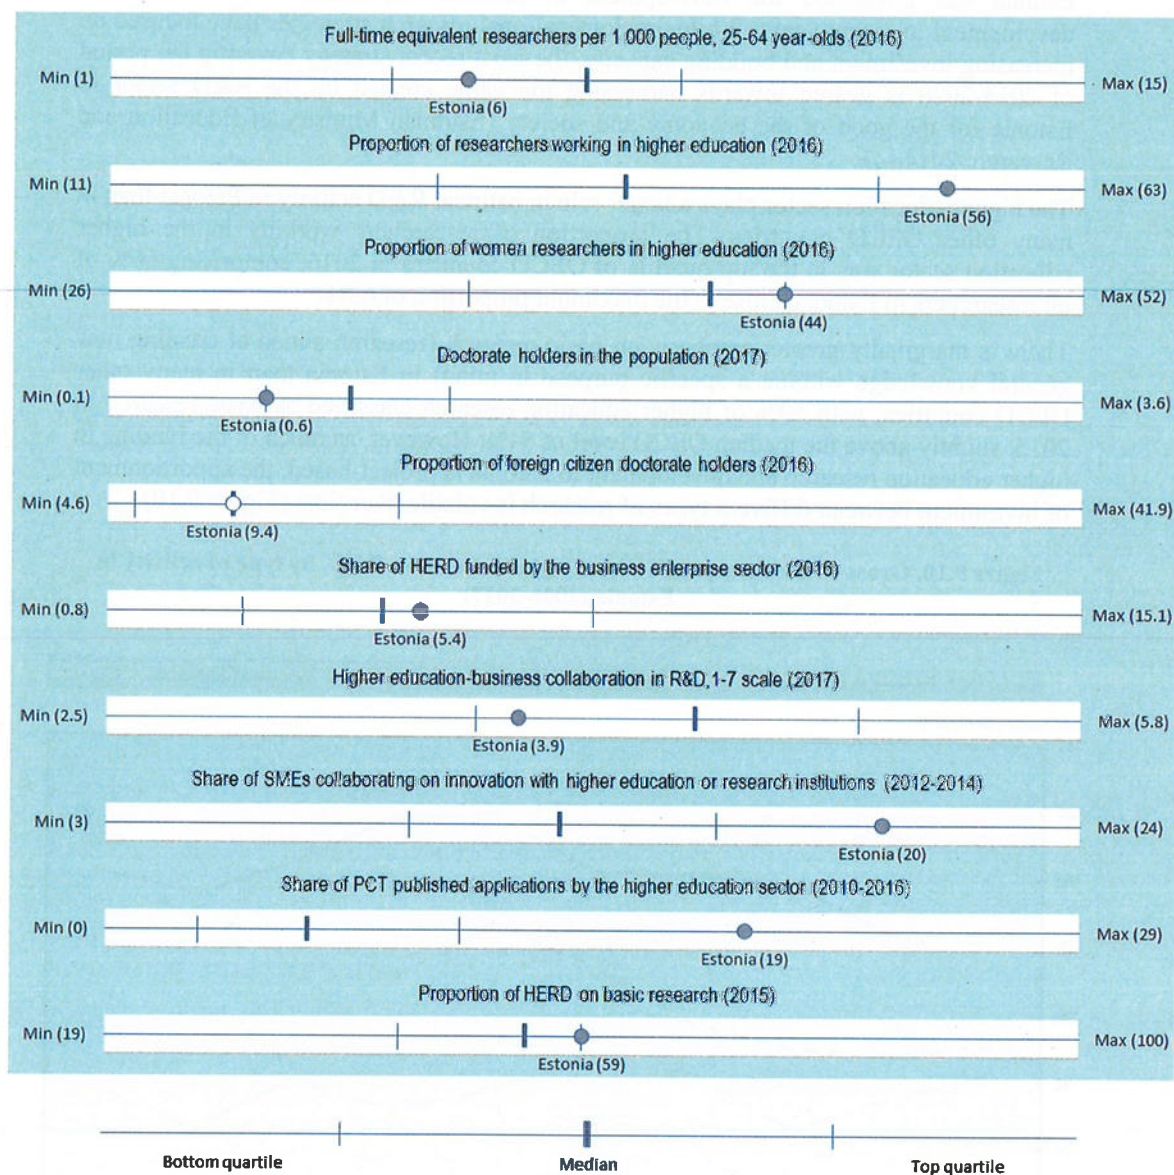 Full-time equivalent researchers per 1 000 people, 25-64 year-olds (2016)
Min (1)
Max (15)
Estonia (6)
Proportion of researchers working in higher education (2016)
Min (11)
Max (63)
Estonia (56)
Proportion of women researchers in higher education (2016)
Min (26)
Max (52)
Estonia (44)
Doctorate holders in the population (2017)
Min (0.1)
Max (3.6)
Estonia (0.6)
Proportion of foreign citizen doctorate holders (2016)
Min (4.6)
Max (41.9)
Estonia (9.4)
Share of HERD funded by the business enterprise sector (2016)
Min (0.8)
Max (15.1)
Estonia (5.4)
Higher education-business collaboration in R&D,1-7 scale (2017)
Min (2.5)
Max (5.8)
Estonia (3.9)
Share of SMEs collaborating on innovation with higher education or research institutions (2012-2014)
Min (3)
Max (24)
Estonia (20)
Share of PCT published applications by the higher education sector (2010-2016)
Min (0)
Max (29)
Estonia (19)
Proportion of HERD on basic research (2015)
Min (19)
Max (100)
Estonia (59)
Bottom quartile
Median
Top quartile